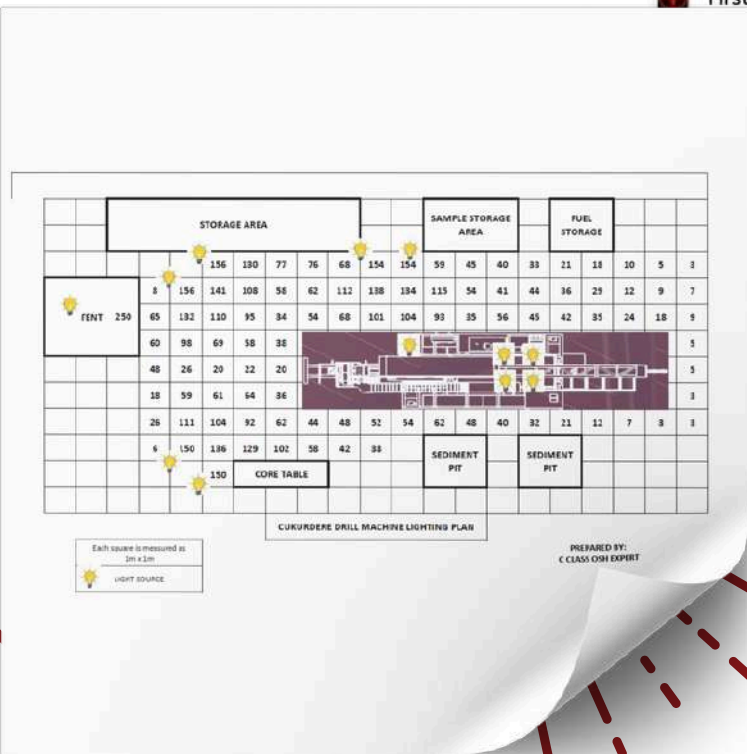 STORAGE AREA
SAMPLE STORAGE
AREA
FUEL
STORAGE
156 130 77 76 68 154 154 59 45 40 33 21 18 10 5 3
8 156 141 108 58 62 112 138 134 115 54 41 44 36 29 12 9 7
FENT 250 65 132 110 95 34 54 68 101 104 93 35 56 45 42 35 24 18 9
60 98 69 58 38 5
48 26 20 22 20 5
18 59 61 64 36 3
26 111 104 92 62 44 48 52 54 62 48 40 32 21 12 7 3 3
6 150 136 129 102 58 42 38
SEDIMENT
PIT
SEDIMENT
PIT
150 CORE TABLE
CUKURDERE DRILL MACHINE LIGHTING PLAN
Each square is measured as
1m x 1m
LIGHT SOURCE
PREPARED BY:
C CLASS OSH EXPERT